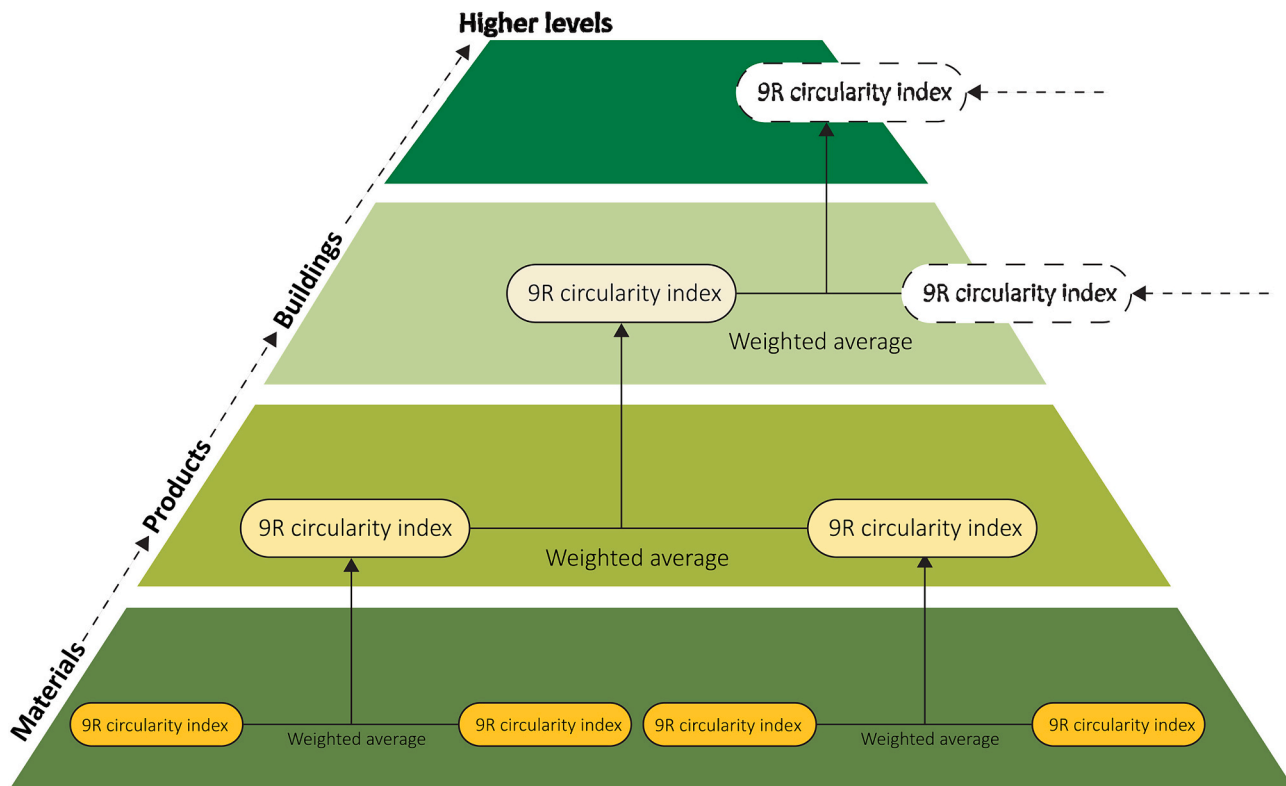 Higher levels
9R circularity index
Buildings
9R circularity index
9R circularity index
Weighted average
Products
9R circularity index
9R circularity index
Weighted average
Materials
9R circularity index
9R circularity index
9R circularity index
9R circularity index
Weighted average
Weighted average